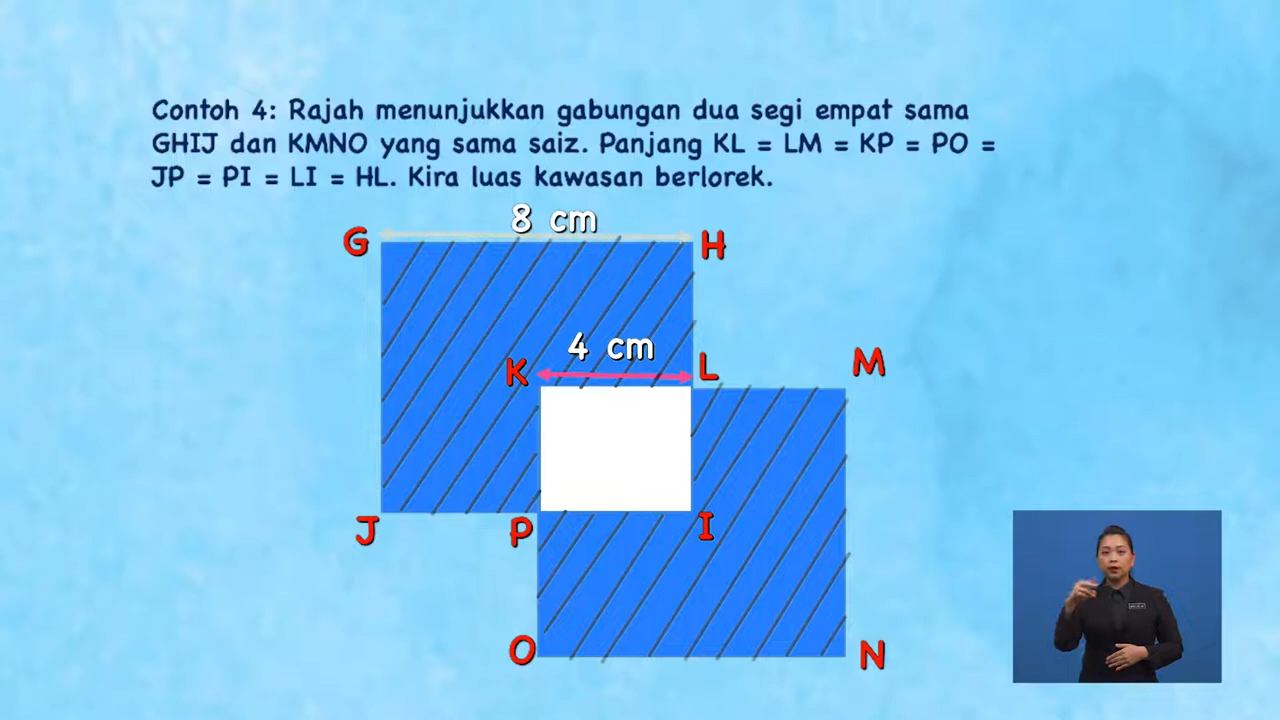 Contoh 4: Rajah menunjukkan gabungan dua segi empat sama
GHIJ dan KMNO yang sama saiz. Panjang KL = LM = KP = PO =
JP = PI = LI = HL. Kira luas kawasan berlorek.
8 cm
G
H
4 cm
K
L
M
J
P
I
O
N